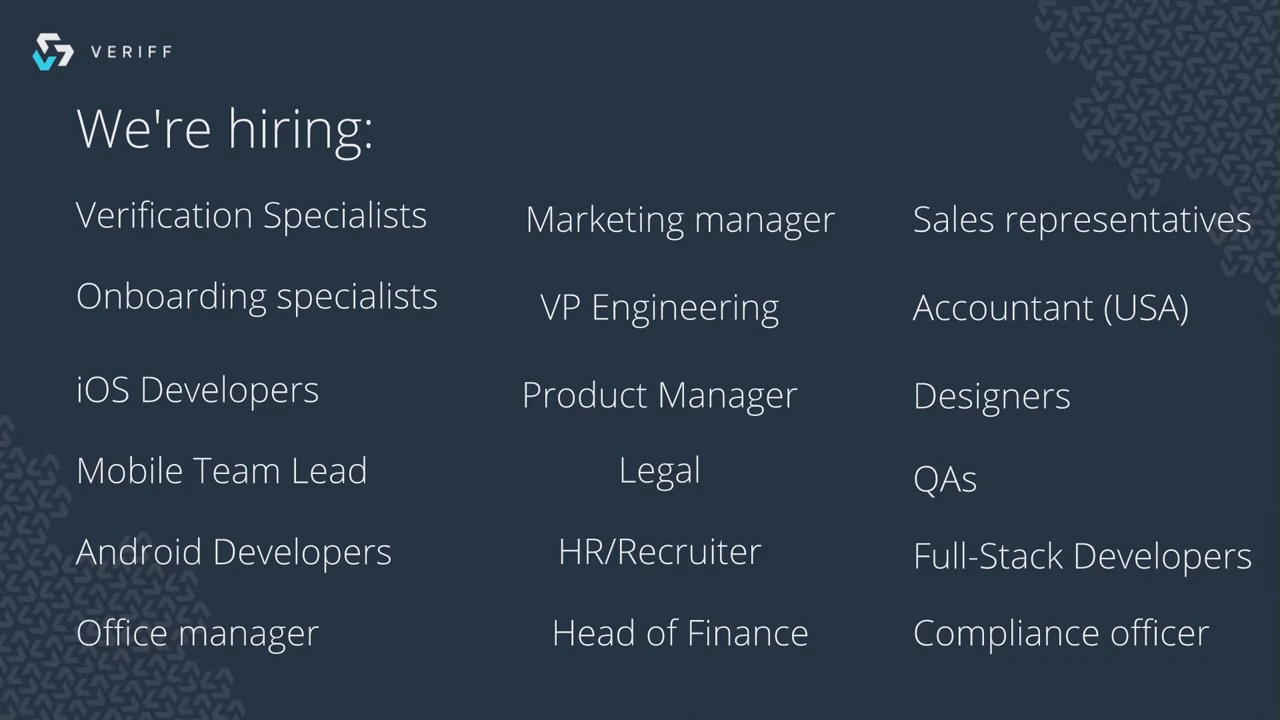 VERIFF
We're hiring:
Verification Specialists
Onboarding specialists
iOS Developers
Mobile Team Lead
Android Developers
Office manager
Marketing manager
VP Engineering
Product Manager
Legal
HR/Recruiter
Head of Finance
Sales representatives
Accountant (USA)
Designers
QAs
Full-Stack Developers
Compliance officer